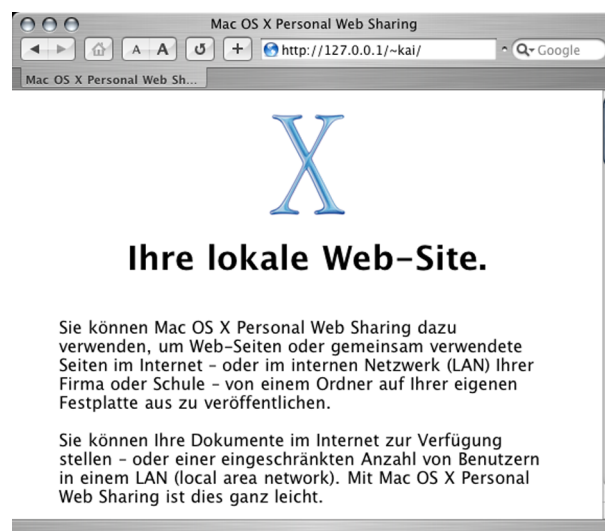 Mac OS X Personal Web Sharing
A A + http://127.0.0.1/~kai/ Google
Mac OS X Personal Web Sh...
X
Ihre lokale Web-Site.
Sie können Mac OS X Personal Web Sharing dazu
verwenden, um Web-Seiten oder gemeinsam verwendete
Seiten im Internet – oder im internen Netzwerk (LAN) Ihrer
Firma oder Schule – von einem Ordner auf Ihrer eigenen
Festplatte aus zu veröffentlichen.
Sie können Ihre Dokumente im Internet zur Verfügung
stellen – oder einer eingeschränkten Anzahl von Benutzern
in einem LAN (local area network). Mit Mac OS X Personal
Web Sharing ist dies ganz leicht.